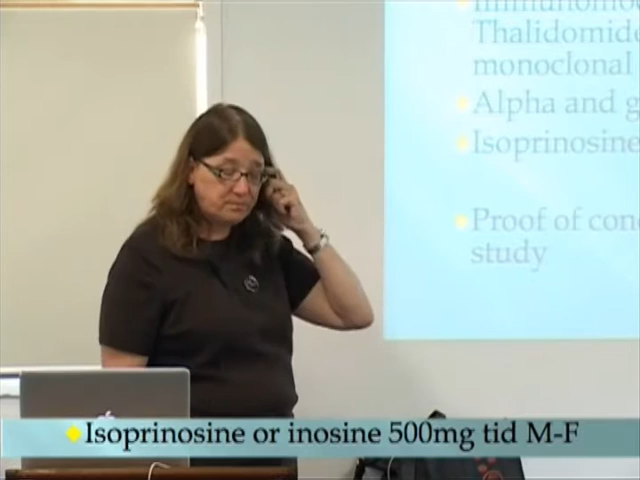 Thalidomide
monoclonal
Alpha and g
Isoprinosine
Proof of con
study
Isoprinosine or inosine 500mg tid M-F